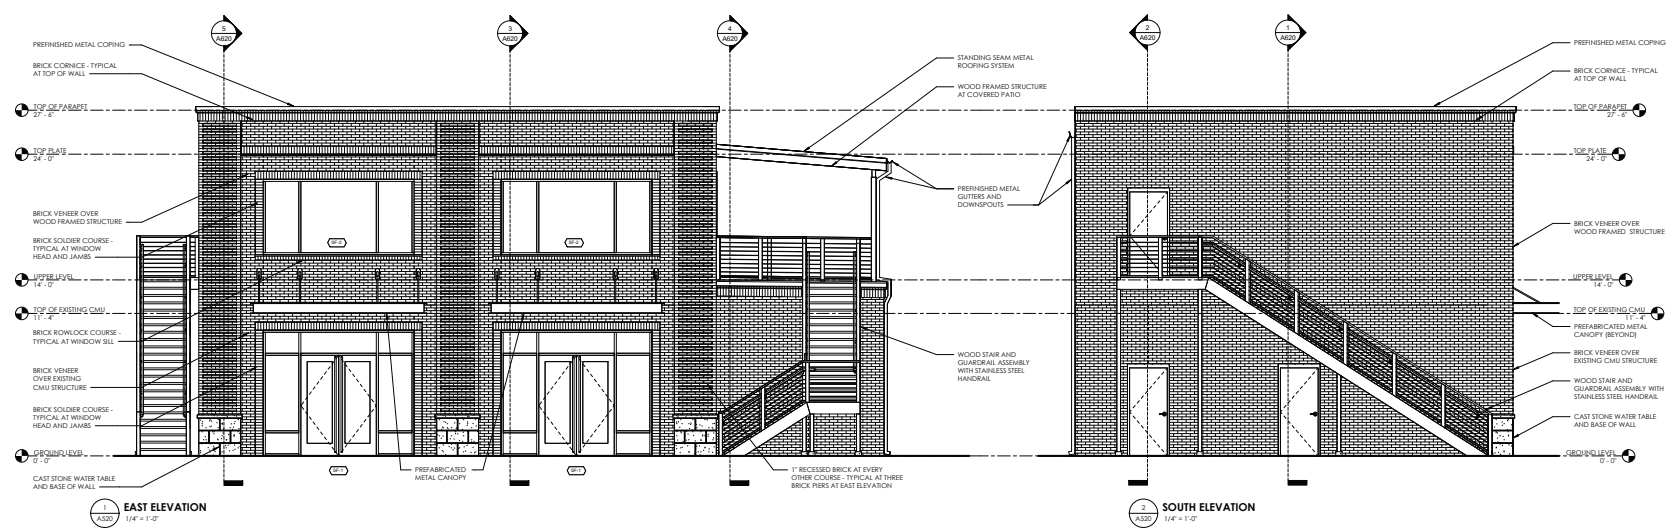 5
A620
3
A620
4
A620
2
A620
1
A620
PREFINISHED METAL COPING
BRICK CORNICE - TYPICAL
AT TOP OF WALL
TOP OF PARAPET
27' - 6"
TOP PLATE
24' - 0"
BRICK VENEER OVER
WOOD FRAMED STRUCTURE
BRICK SOLDIER COURSE -
TYPICAL AT WINDOW
HEAD AND JAMBS
UPPER LEVEL
14' - 0"
TOP OF EXISTING CMU
11' - 4"
BRICK ROWLOCK COURSE -
TYPICAL AT WINDOW SILL
BRICK VENEER
OVER EXISTING
CMU STRUCTURE
BRICK SOLDIER COURSE -
TYPICAL AT WINDOW
HEAD AND JAMBS
GROUND LEVEL
0' - 0"
CAST STONE WATER TABLE
AND BASE OF WALL
SF-2
SF-2
SF-1
SF-1
PREFABRICATED
METAL CANOPY
1" RECESSED BRICK AT EVERY
OTHER COURSE - TYPICAL AT THREE
BRICK PIERS AT EAST ELEVATION
STANDING SEAM METAL
ROOFING SYSTEM
WOOD FRAMED STRUCTURE
AT COVERED PATIO
PREFINISHED METAL
GUTTERS AND
DOWNSPOUTS
WOOD STAIR AND
GUARDRAIL ASSEMBLY
WITH STAINLESS STEEL
HANDRAIL
1
A520
EAST ELEVATION
1/4" = 1'-0"
PREFINISHED METAL COPING
BRICK CORNICE - TYPICAL
AT TOP OF WALL
TOP OF PARAPET
27' - 6"
TOP PLATE
24' - 0"
BRICK VENEER OVER
WOOD FRAMED STRUCTURE
UPPER LEVEL
14' - 0"
TOP OF EXISTING CMU
11' - 4"
PREFABRICATED METAL
CANOPY (BEYOND)
BRICK VENEER OVER
EXISTING CMU STRUCTURE
WOOD STAIR AND
GUARDRAIL ASSEMBLY WITH
STAINLESS STEEL HANDRAIL
CAST STONE WATER TABLE
AND BASE OF WALL
GROUND LEVEL
0' - 0"
2
A520
SOUTH ELEVATION
1/4" = 1'-0"